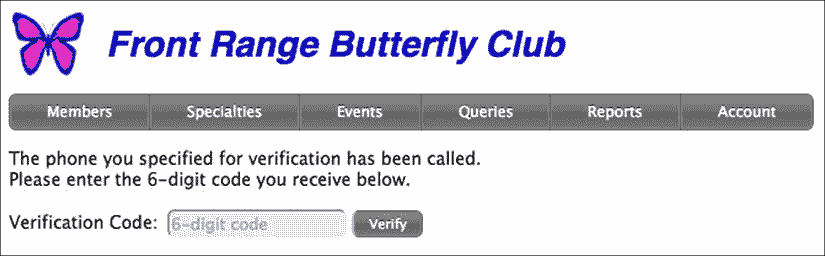 Front Range Butterfly Club
Members Specialties Events Queries Reports Account
The phone you specified for verification has been called.
Please enter the 6-digit code you receive below.
Verification Code: 6-digit code Verify